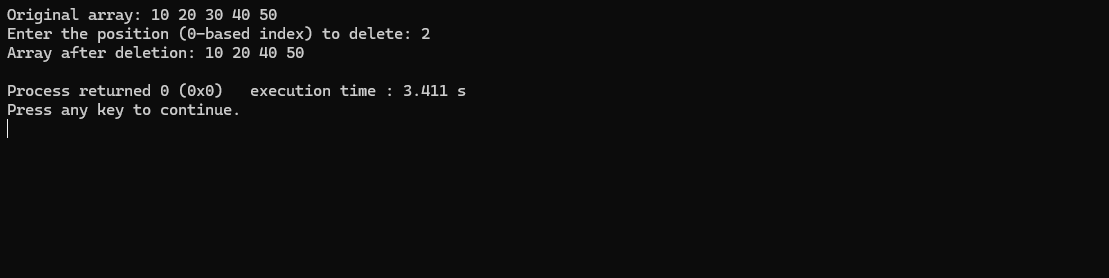 Original array: 10 20 30 40 50
Enter the position (0-based index) to delete: 2
Array after deletion: 10 20 40 50
Process returned 0 (0x0)   execution time : 3.411 s
Press any key to continue.